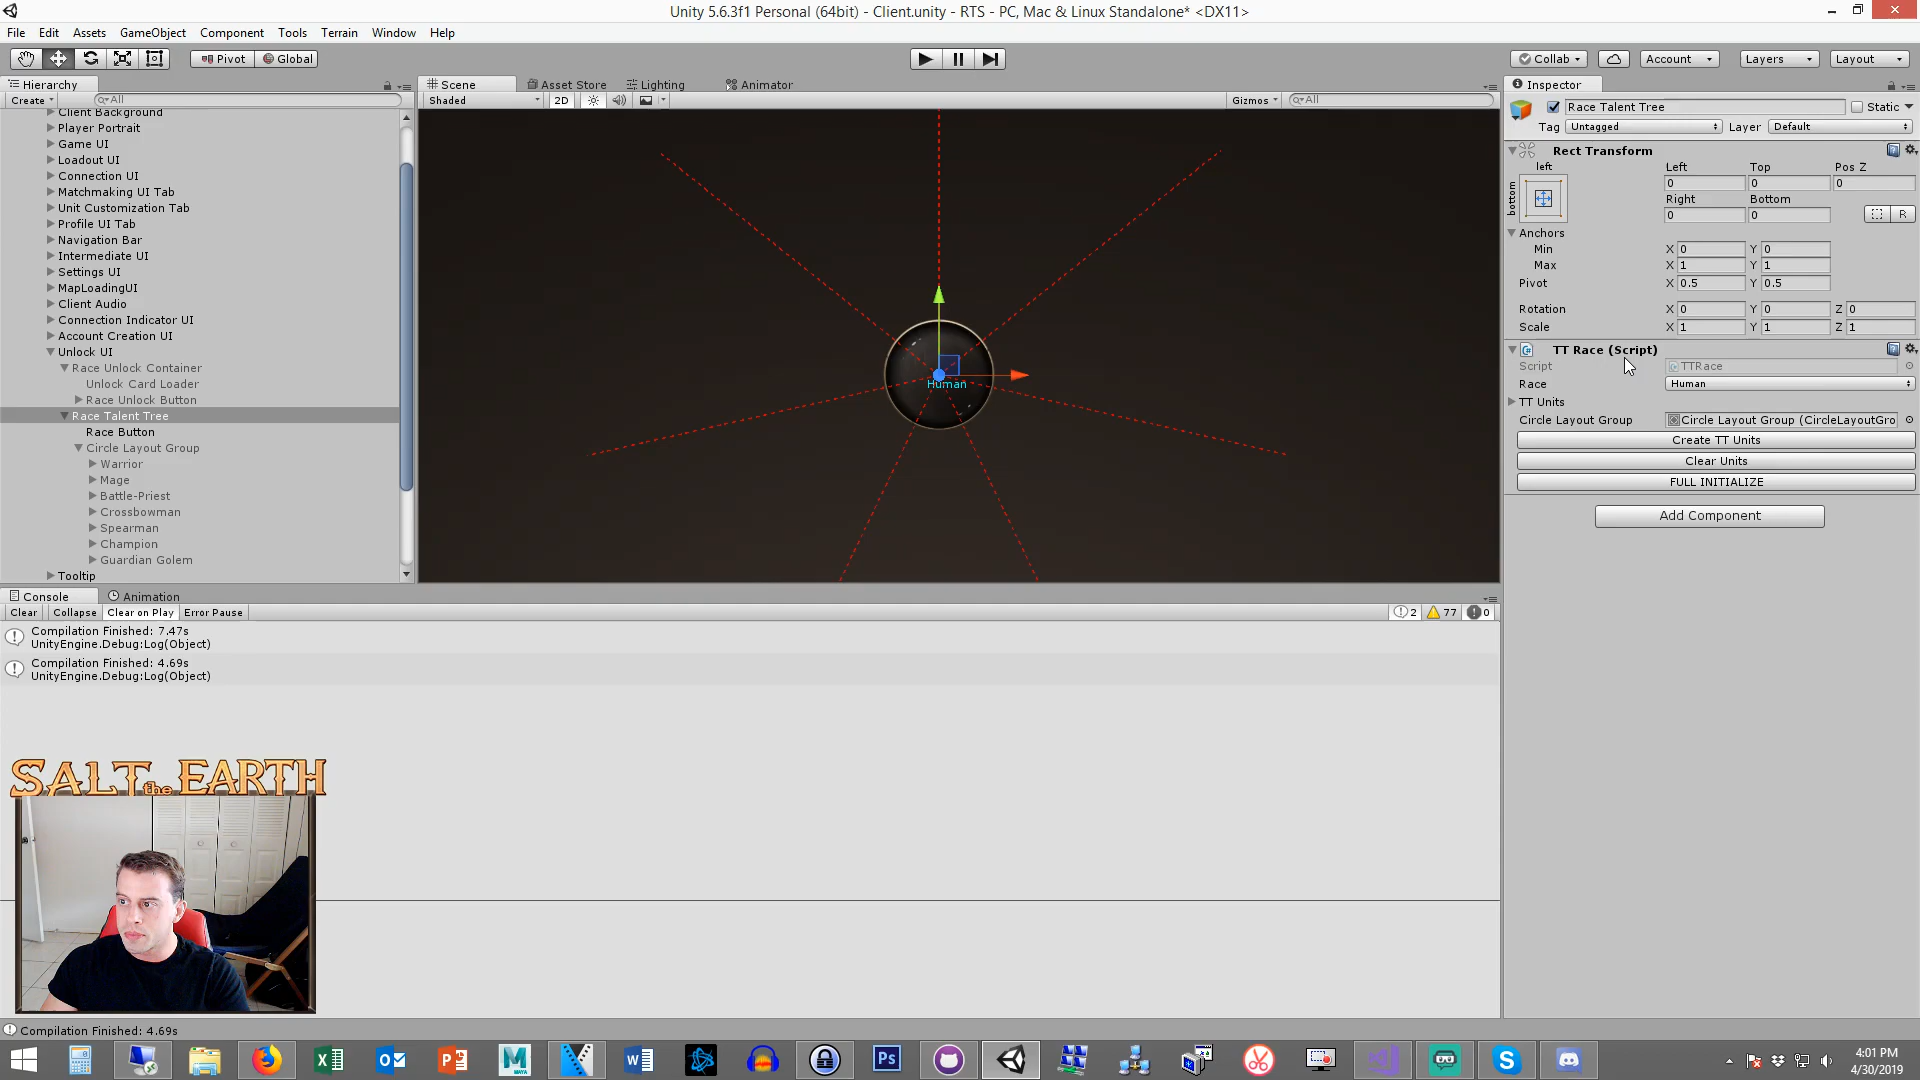 Unity 5.6.3f1 Personal (64bit) - Client.unity - RTS - PC, Mac & Linux Standalone* <DX11>
File Edit Assets GameObject Component Tools Terrain Window Help
Pivot Global Collab Account Layers Layout
Hierarchy
Create All
Client Background
Player Portrait
Game UI
Loadout UI
Connection UI
Matchmaking UI Tab
Unit Customization Tab
Profile UI Tab
Navigation Bar
Intermediate UI
Settings UI
MapLoadingUI
Client Audio
Connection Indicator UI
Account Creation UI
Unlock UI
Race Unlock Container
Unlock Card Loader
Race Unlock Button
Race Talent Tree
Race Button
Circle Layout Group
Warrior
Mage
Battle-Priest
Crossbowman
Spearman
Champion
Guardian Golem
Tooltip
Scene Asset Store Lighting Animator
Shaded 2D Gizmos All
Human
Inspector
Race Talent Tree Static
Tag Untagged Layer Default
Rect Transform
left Left Top Pos Z
bottom 0 0 0
Right Bottom
0 0 R
Anchors
Min X 0 Y 0
Max X 1 Y 1
Pivot X 0.5 Y 0.5
Rotation X 0 Y 0 Z 0
Scale X 1 Y 1 Z 1
TT Race (Script)
Script TTRace
Race Human
TT Units
Circle Layout Group Circle Layout Group (CircleLayoutGro
Create TT Units
Clear Units
FULL INITIALIZE
Add Component
Console Animation
Clear Collapse Clear on Play Error Pause 2 77 0
Compilation Finished: 7.47s
UnityEngine.Debug:Log(Object)
Compilation Finished: 4.69s
UnityEngine.Debug:Log(Object)
SALT the EARTH
Compilation Finished: 4.69s
4:01 PM
4/30/2019